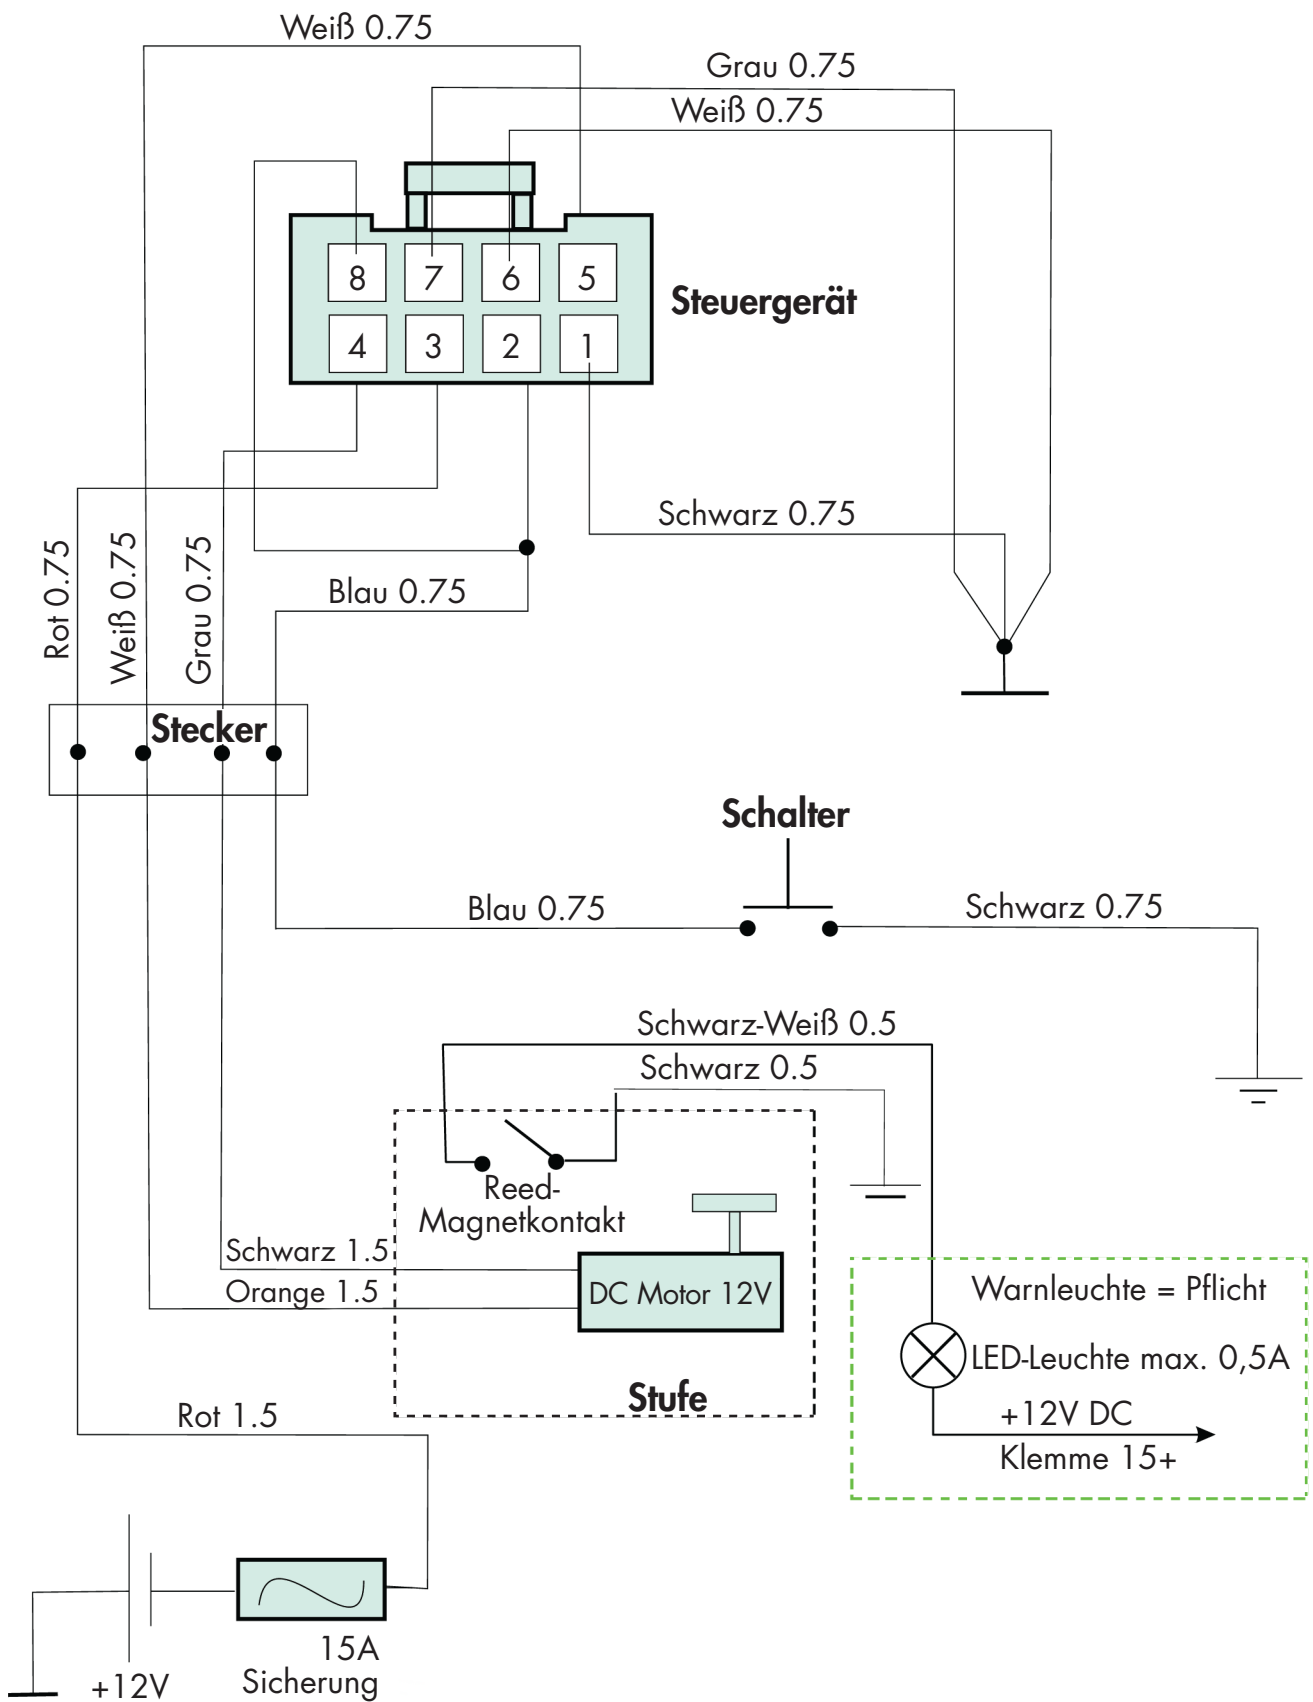 Weiß 0.75
Grau 0.75
Weiß 0.75
8 7 6 5
Steuergerät
4 3 2 1
Schwarz 0.75
Rot 0.75
Weiß 0.75
Grau 0.75
Blau 0.75
Stecker
Schalter
Blau 0.75
Schwarz 0.75
Schwarz-Weiß 0.5
Schwarz 0.5
Reed-
Magnetkontakt
Schwarz 1.5
Orange 1.5
DC Motor 12V
Warnleuchte = Pflicht
LED-Leuchte max. 0,5A
Stufe
+12V DC
Klemme 15+
Rot 1.5
15A
Sicherung
+12V